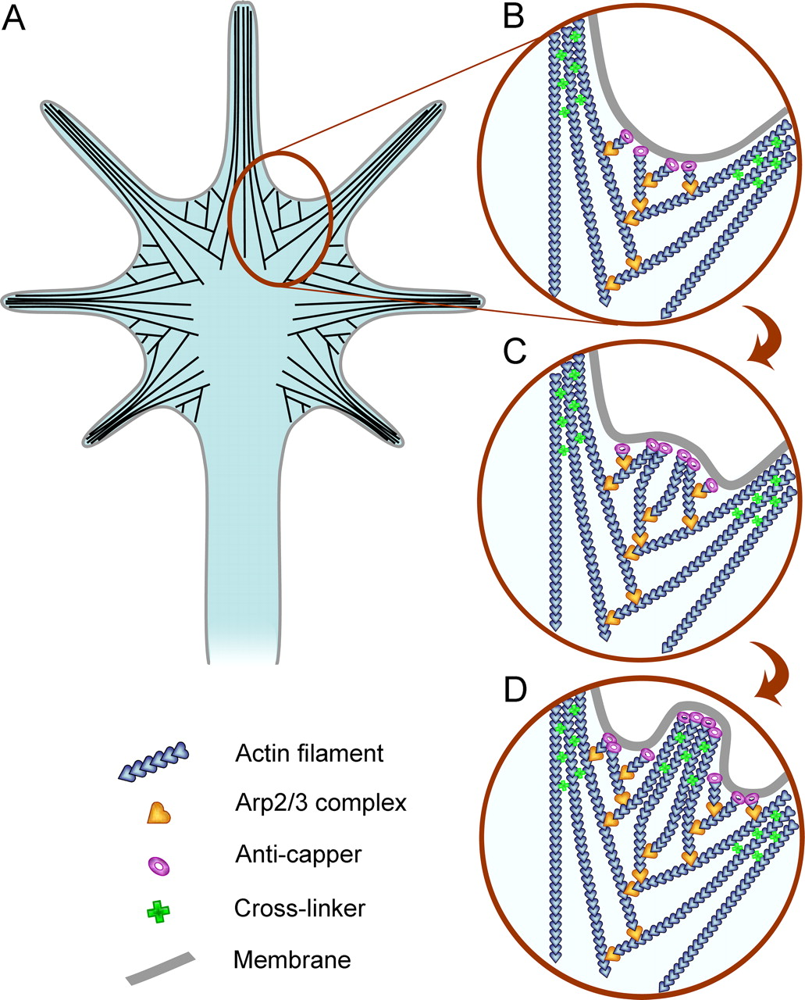 A
B
C
D
Actin filament
Arp2/3 complex
Anti-capper
Cross-linker
Membrane